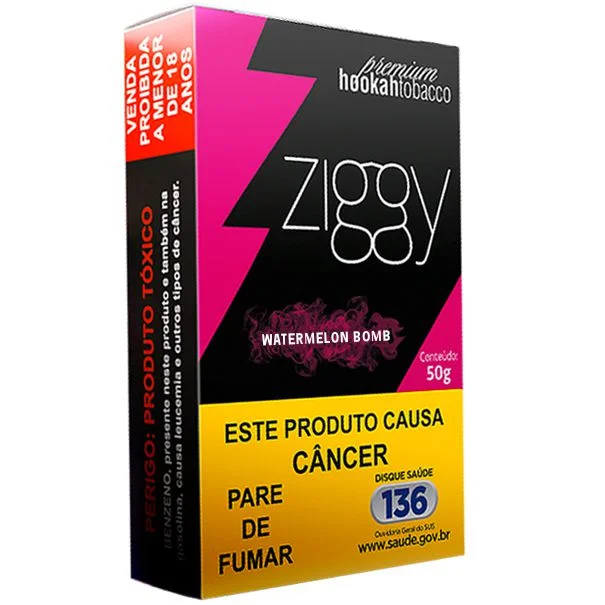 VENDA
PROIBIDA
A MENOR
DE 18
ANOS
PERIGO: PRODUTO TÓXICO
BENZENO, presente neste produto e também na
gasolina, causa leucemia e outros tipos de câncer.
premium
hookahtobacco
ziggy
WATERMELON BOMB
Conteúdo:
50g
ESTE PRODUTO CAUSA
CÂNCER
PARE
DE
FUMAR
DISQUE SAÚDE
136
Ouvidoria Geral do SUS
www.saude.gov.br